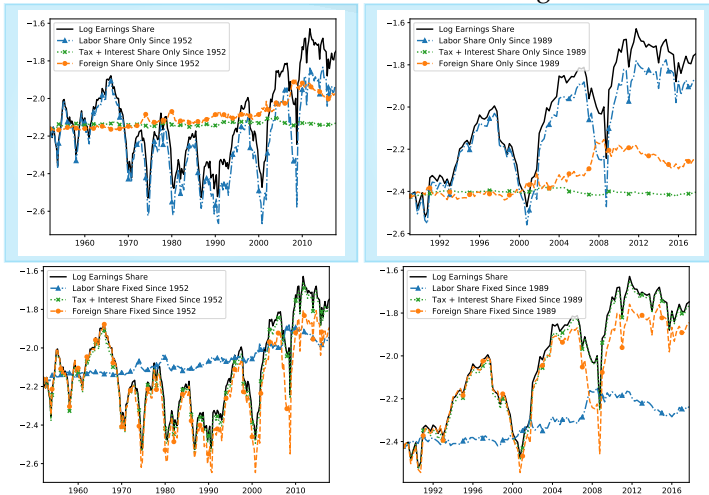 −1.6
−1.8
−2.0
−2.2
−2.4
−2.6
Log Earnings Share
Labor Share Only Since 1952
Tax + Interest Share Only Since 1952
Foreign Share Only Since 1952
1960 1970 1980 1990 2000 2010
−1.6
−1.8
−2.0
−2.2
−2.4
−2.6
Log Earnings Share
Labor Share Only Since 1989
Tax + Interest Share Only Since 1989
Foreign Share Only Since 1989
1992 1996 2000 2004 2008 2012 2016
−1.6
−1.8
−2.0
−2.2
−2.4
−2.6
Log Earnings Share
Labor Share Fixed Since 1952
Tax + Interest Share Fixed Since 1952
Foreign Share Fixed Since 1952
1960 1970 1980 1990 2000 2010
−1.6
−1.8
−2.0
−2.2
−2.4
Log Earnings Share
Labor Share Fixed Since 1989
Tax + Interest Share Fixed Since 1989
Foreign Share Fixed Since 1989
1992 1996 2000 2004 2008 2012 2016